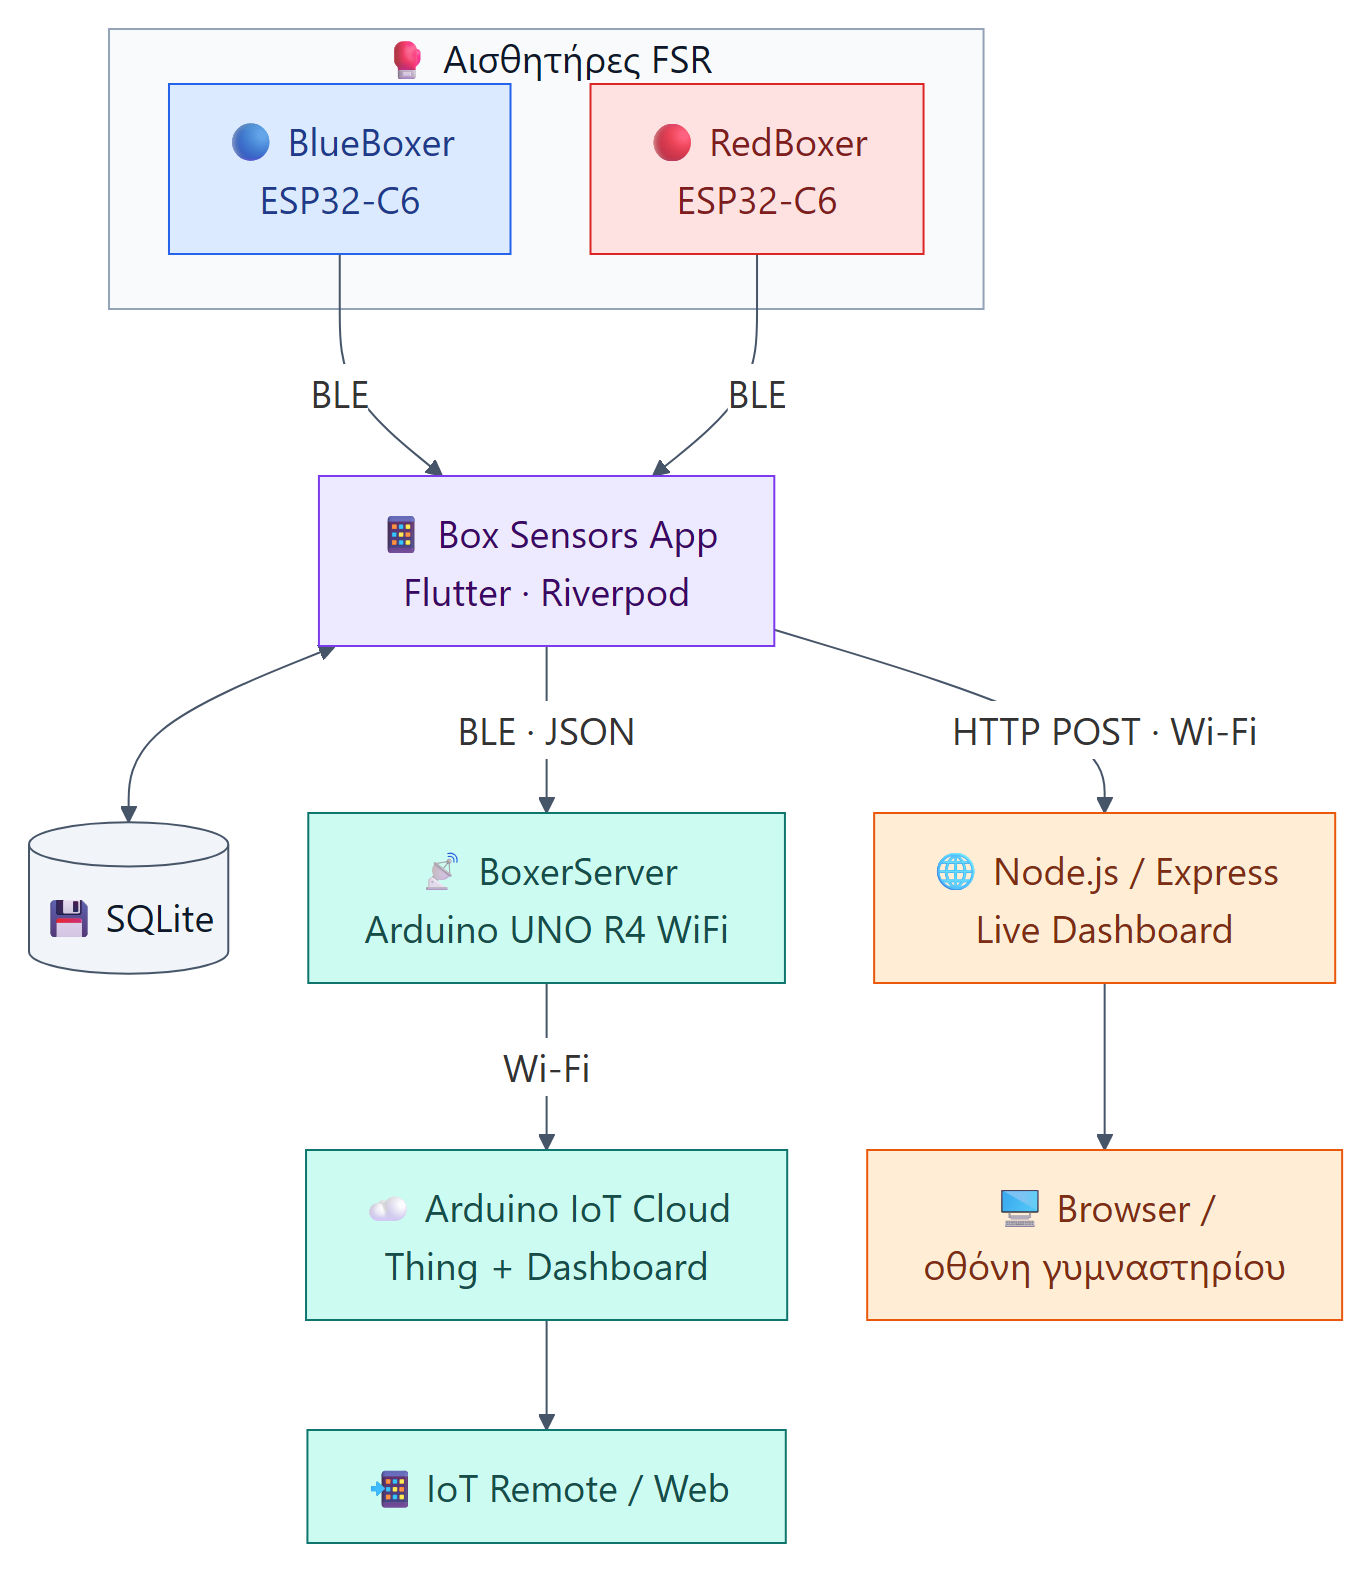 Αισθητήρες FSR
BlueBoxer
ESP32-C6
RedBoxer
ESP32-C6
BLE
BLE
Box Sensors App
Flutter · Riverpod
BLE · JSON
HTTP POST · Wi-Fi
SQLite
BoxerServer
Arduino UNO R4 WiFi
Node.js / Express
Live Dashboard
Wi-Fi
Arduino IoT Cloud
Thing + Dashboard
Browser /
οθόνη γυμναστηρίου
IoT Remote / Web